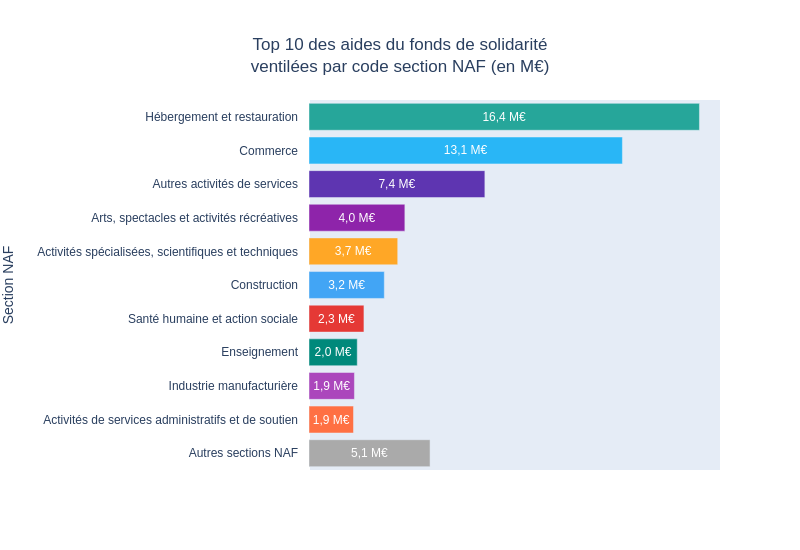 Top 10 des aides du fonds de solidarité
ventilées par code section NAF (en M€)
Section NAF
Hébergement et restauration 16,4 M€
Commerce 13,1 M€
Autres activités de services 7,4 M€
Arts, spectacles et activités récréatives 4,0 M€
Activités spécialisées, scientifiques et techniques 3,7 M€
Construction 3,2 M€
Santé humaine et action sociale 2,3 M€
Enseignement 2,0 M€
Industrie manufacturière 1,9 M€
Activités de services administratifs et de soutien 1,9 M€
Autres sections NAF 5,1 M€